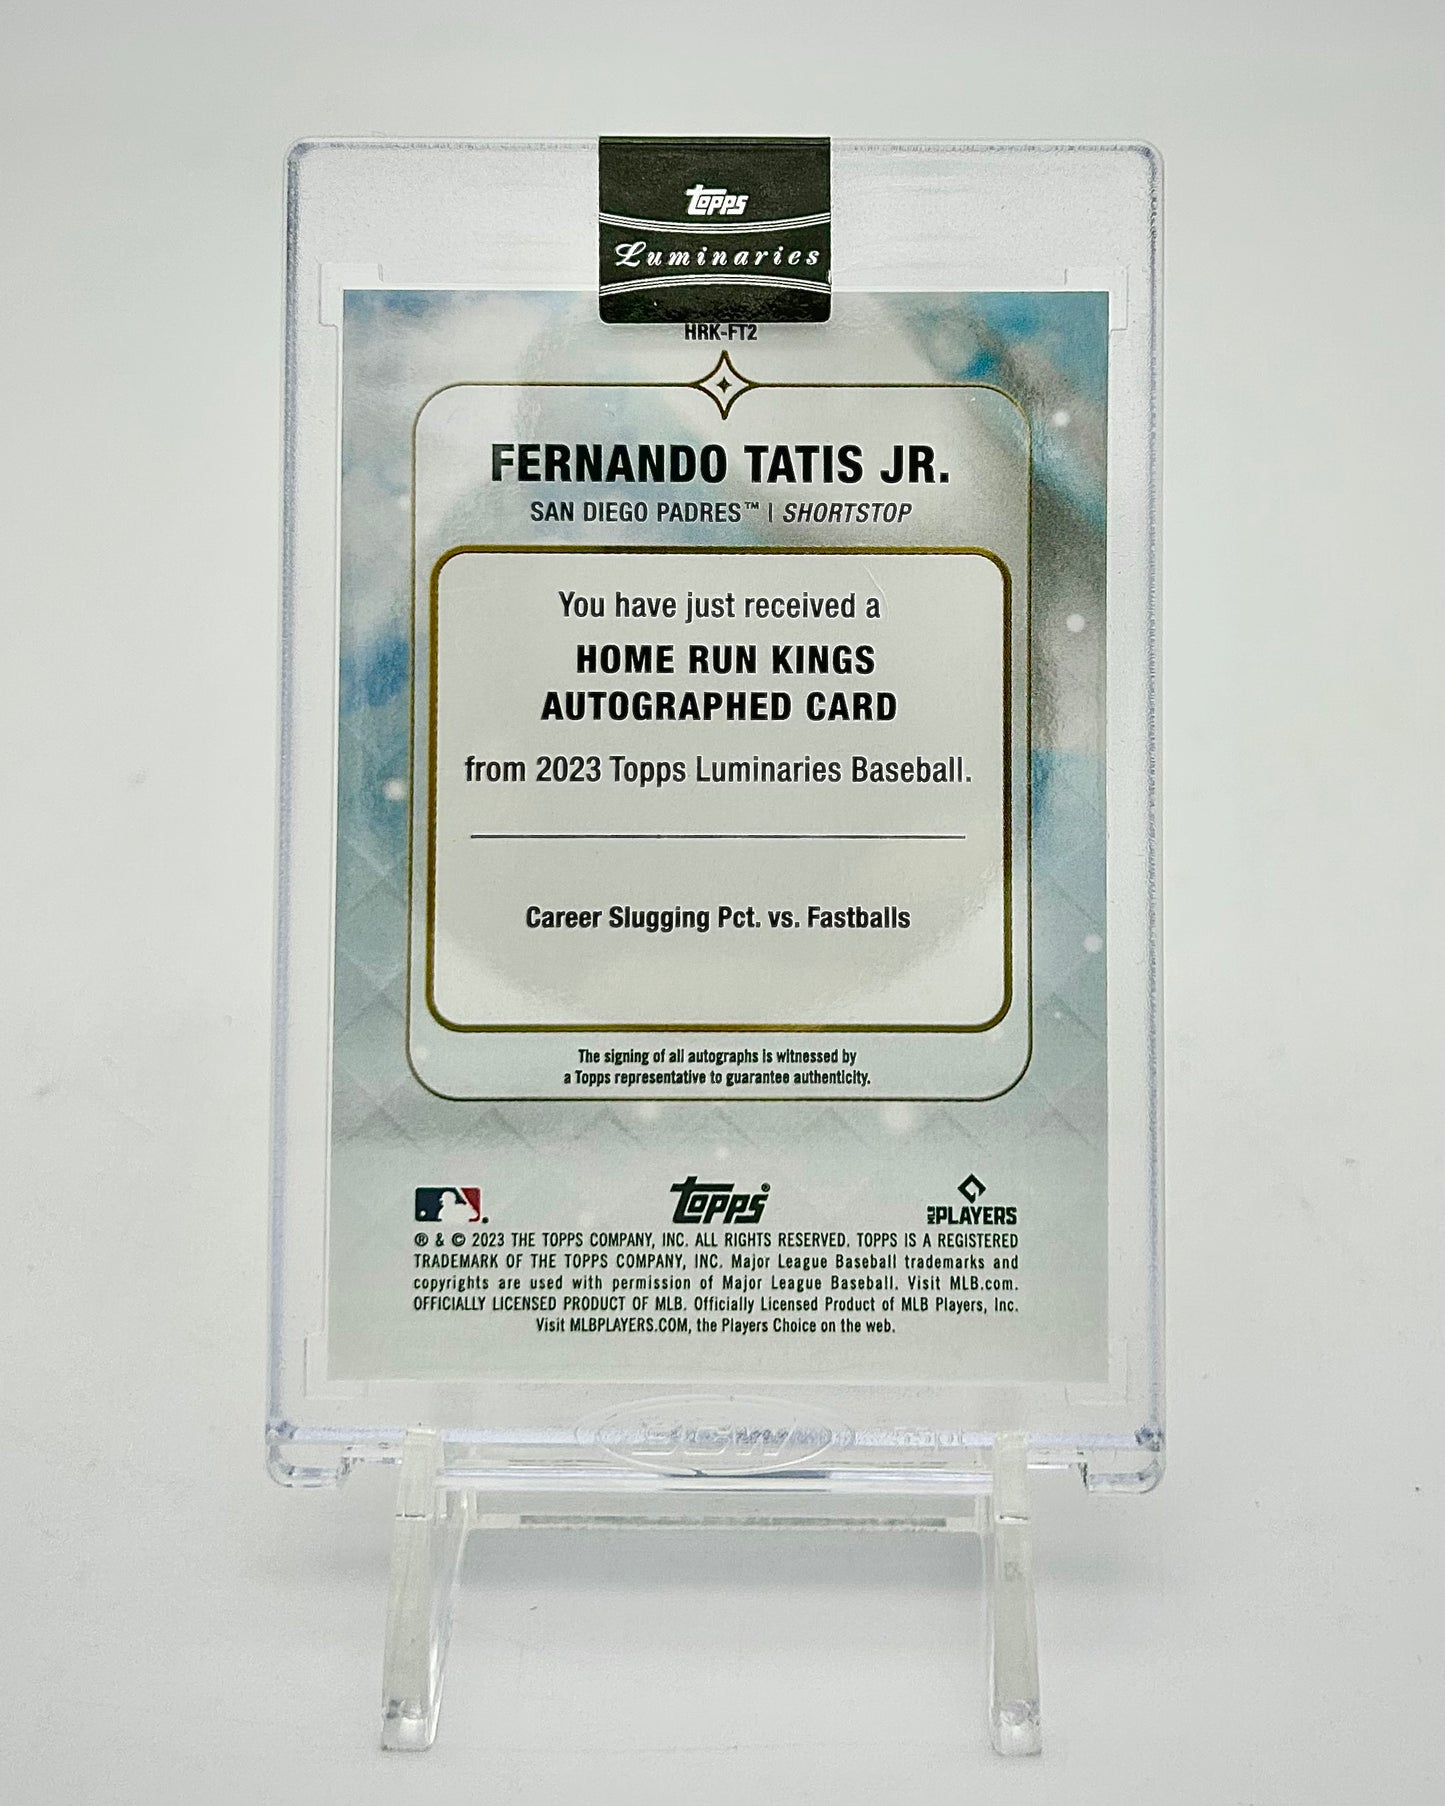 topps
Luminaries
HRK-FT2
FERNANDO TATIS JR.
SAN DIEGO PADRES™ | SHORTSTOP
You have just received a
HOME RUN KINGS
AUTOGRAPHED CARD
from 2023 Topps Luminaries Baseball.
Career Slugging Pct. vs. Fastballs
The signing of all autographs is witnessed by
a Topps representative to guarantee authenticity.
topps® MLB PLAYERS
® & © 2023 THE TOPPS COMPANY, INC. ALL RIGHTS RESERVED. TOPPS IS A REGISTERED
TRADEMARK OF THE TOPPS COMPANY, INC. Major League Baseball trademarks and
copyrights are used with permission of Major League Baseball. Visit MLB.com.
OFFICIALLY LICENSED PRODUCT OF MLB. Officially Licensed Product of MLB Players, Inc.
Visit MLBPLAYERS.COM, the Players Choice on the web.